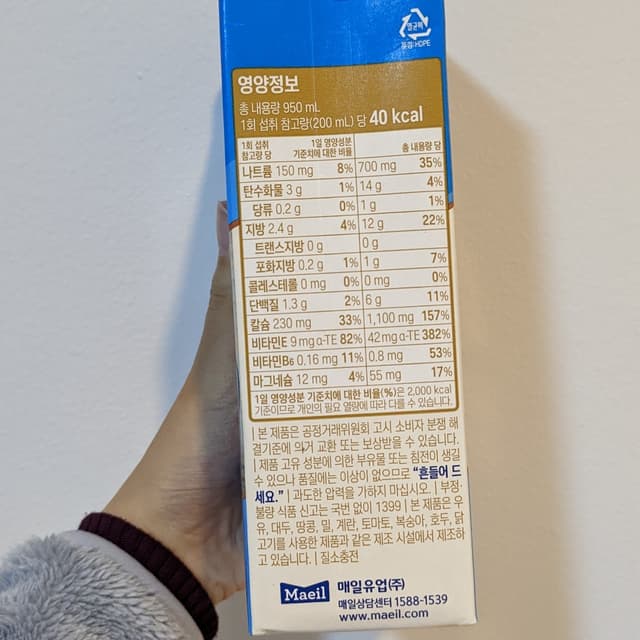 멸균팩
뚜껑:HDPE
영양정보
총 내용량 950 mL
1회 섭취 참고량(200 mL) 당 40 kcal
1회 섭취 참고량 당 1일 영양성분 기준치에 대한 비율 총 내용량 당
나트륨 150 mg 8% 700 mg 35%
탄수화물 3 g 1% 14 g 4%
당류 0.2 g 0% 1 g 1%
지방 2.4 g 4% 12 g 22%
트랜스지방 0 g 0 g
포화지방 0.2 g 1% 1 g 7%
콜레스테롤 0 mg 0% 0 mg 0%
단백질 1.3 g 2% 6 g 11%
칼슘 230 mg 33% 1,100 mg 157%
비타민E 9 mg α-TE 82% 42 mg α-TE 382%
비타민B6 0.16 mg 11% 0.8 mg 53%
마그네슘 12 mg 4% 55 mg 17%
1일 영양성분 기준치에 대한 비율(%)은 2,000 kcal
기준이므로 개인의 필요 열량에 따라 다를 수 있습니다.
| 본 제품은 공정거래위원회 고시 소비자 분쟁 해
결기준에 의거 교환 또는 보상받을 수 있습니다.
| 제품 고유 성분에 의한 부유물 또는 침전이 생길
수 있으나 품질에는 이상이 없으므로 “흔들어 드
세요.” | 과도한 압력을 가하지 마십시오. | 부정·
불량 식품 신고는 국번 없이 1399 | 본 제품은 우
유, 대두, 땅콩, 밀, 계란, 토마토, 복숭아, 호두, 닭
고기를 사용한 제품과 같은 제조 시설에서 제조하
고 있습니다. | 질소충전
Maeil 매일유업(주)
매일상담센터 1588-1539
www.maeil.com